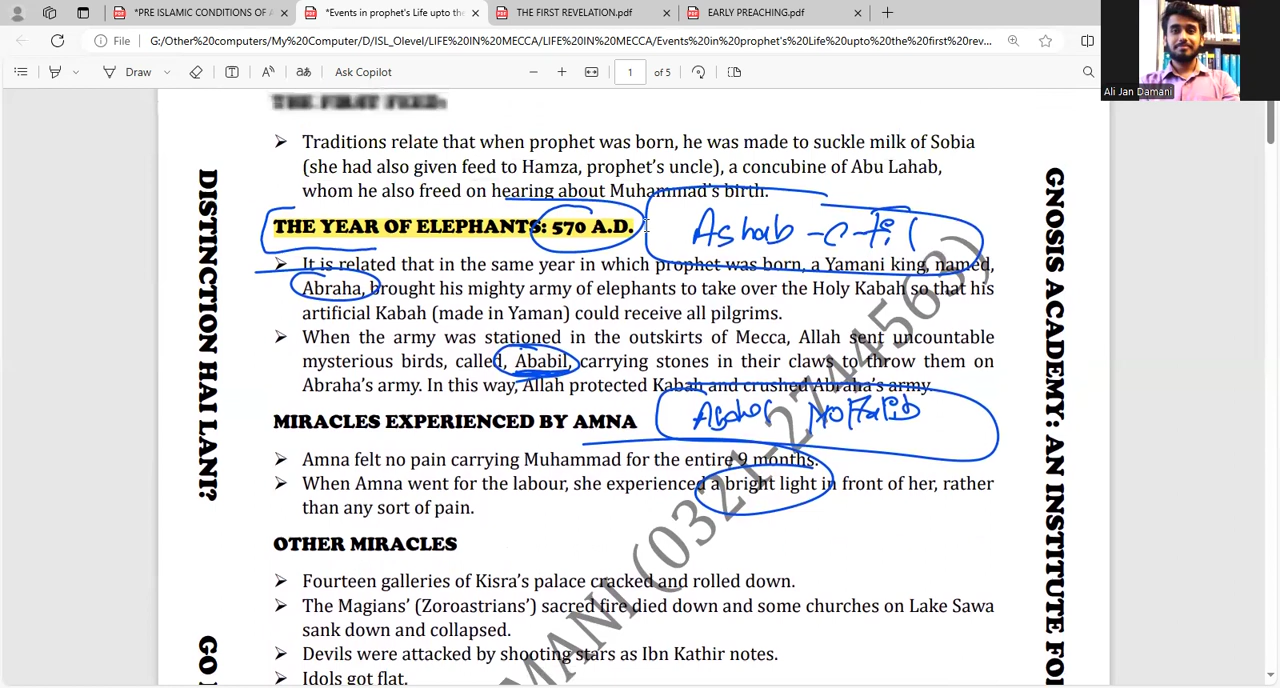 *PRE ISLAMIC CONDITIONS OF A
*Events in prophet's Life upto the
THE FIRST REVELATION.pdf
EARLY PREACHING.pdf
File
G:/Other%20computers/My%20Computer/D/ISL_Olevel/LIFE%20IN%20MECCA/LIFE%20IN%20MECCA/Events%20in%20prophet's%20Life%20upto%20the%20first%20rev...
Draw
Ask Copilot
1 of 5
Ali Jan Damani
THE FIRST FEED:
Traditions relate that when prophet was born, he was made to suckle milk of Sobia
(she had also given feed to Hamza, prophet's uncle), a concubine of Abu Lahab,
whom he also freed on hearing about Muhammad's birth.
THE YEAR OF ELEPHANTS: 570 A.D.
Ashab-e-fil
It is related that in the same year in which prophet was born, a Yamani king, named,
Abraha, brought his mighty army of elephants to take over the Holy Kabah so that his
artificial Kabah (made in Yaman) could receive all pilgrims.
When the army was stationed in the outskirts of Mecca, Allah sent uncountable
mysterious birds, called, Ababil, carrying stones in their claws to throw them on
Abraha's army. In this way, Allah protected Kabah and crushed Abraha's army.
MIRACLES EXPERIENCED BY AMNA
Amna felt no pain carrying Muhammad for the entire 9 months.
When Amna went for the labour, she experienced a bright light in front of her, rather
than any sort of pain.
OTHER MIRACLES
Fourteen galleries of Kisra's palace cracked and rolled down.
The Magians' (Zoroastrians') sacred fire died down and some churches on Lake Sawa
sank down and collapsed.
Devils were attacked by shooting stars as Ibn Kathir notes.
Idols got flat.
DISTINCTION HAI LANI?
GO
GNOSIS ACADEMY: AN INSTITUTE FO
MANI (0321-2744563)